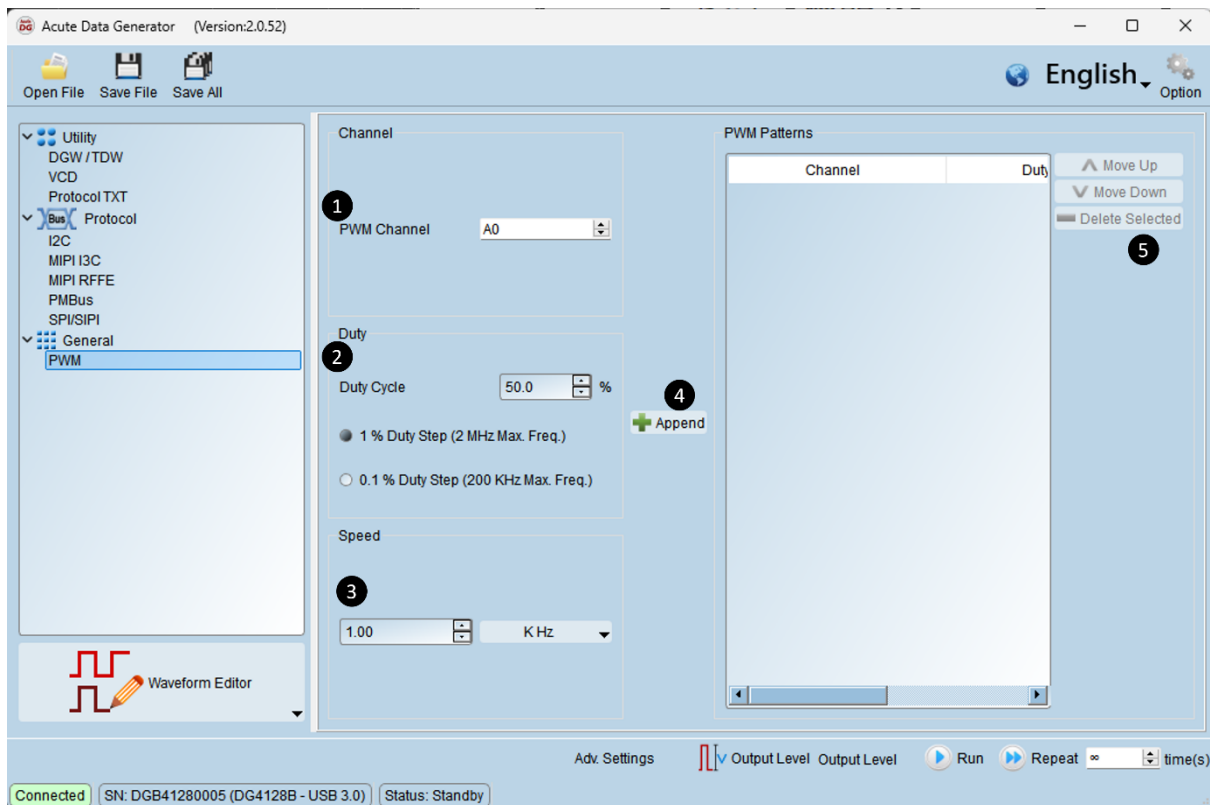 DG Acute Data Generator (Version:2.0.52)
Open File Save File Save All English Option
Utility
DGW / TDW
VCD
Protocol TXT
Bus Protocol
I2C
MIPI I3C
MIPI RFFE
PMBus
SPI/SIPI
General
PWM
Waveform Editor
Channel
1
PWM Channel A0
Duty
2
Duty Cycle 50.0 %
1 % Duty Step (2 MHz Max. Freq.)
0.1 % Duty Step (200 KHz Max. Freq.)
Speed
3
1.00 K Hz
4
Append
PWM Patterns
Channel Duty
Move Up
Move Down
Delete Selected
5
Adv. Settings V Output Level Output Level Run Repeat ∞ time(s)
Connected SN: DGB41280005 (DG4128B - USB 3.0) Status: Standby